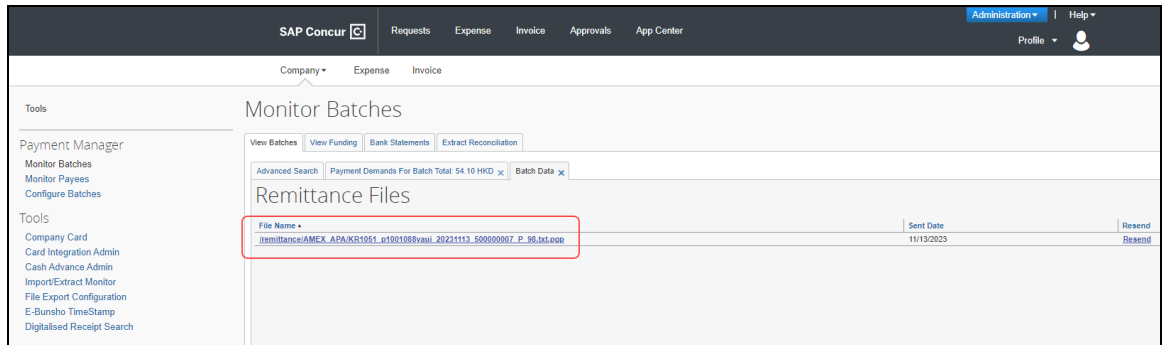 Administration | Help
SAP Concur C Requests Expense Invoice Approvals App Center
Profile
Company Expense Invoice
Tools
Payment Manager
Monitor Batches
Monitor Payees
Configure Batches
Tools
Company Card
Card Integration Admin
Cash Advance Admin
Import/Extract Monitor
File Export Configuration
E-Bunsho TimeStamp
Digitalised Receipt Search
Monitor Batches
View Batches View Funding Bank Statements Extract Reconciliation
Advanced Search Payment Demands For Batch Total: 54.10 HKD x Batch Data x
Remittance Files
File Name Sent Date Resend
/remittance/AMEX_APA/KR1051_p1001088yaui_20231113_500000007_P_98.txt.pgp 11/13/2023 Resend